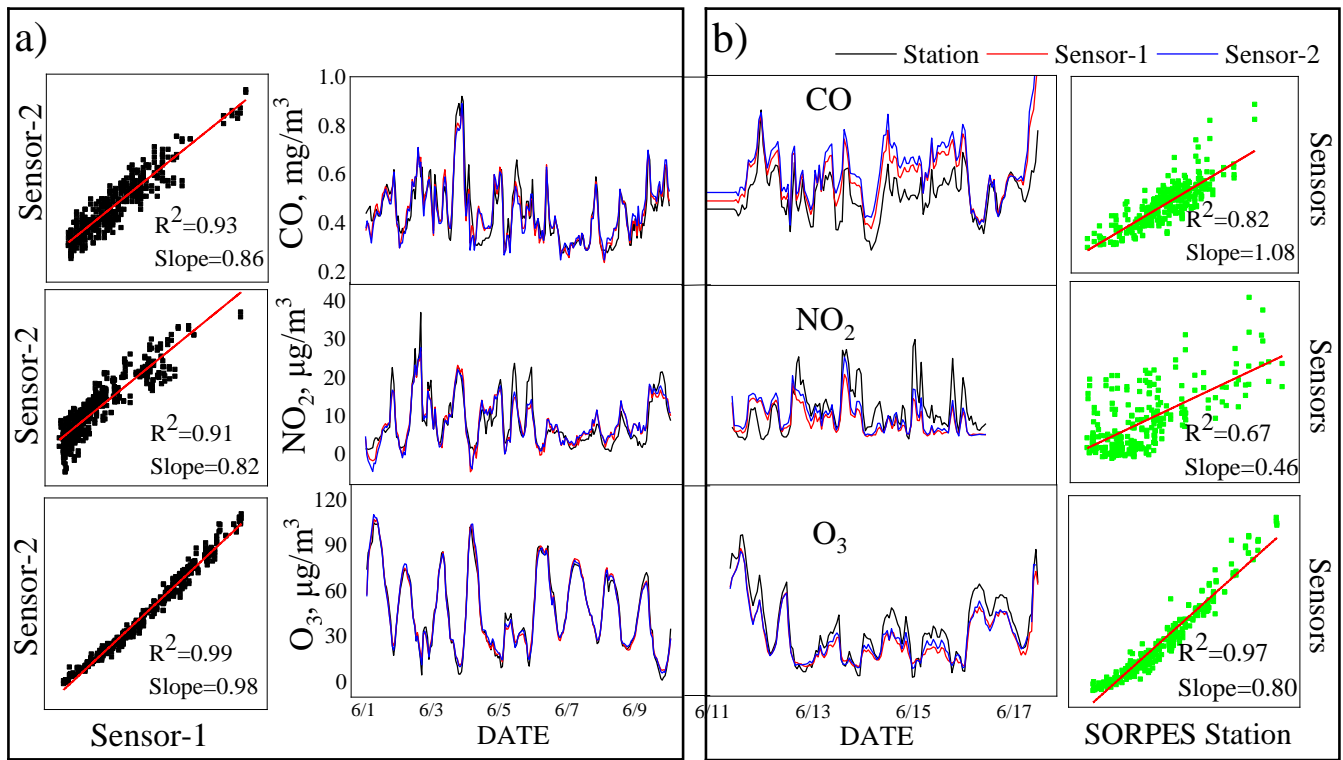 a)
b)
Station Sensor-1 Sensor-2
Sensor-2
R²=0.93
Slope=0.86
CO, mg/m³
1.0
0.8
0.6
0.4
0.2
CO
R²=0.82
Slope=1.08
Sensors
Sensor-2
R²=0.91
Slope=0.82
NO₂, µg/m³
40
30
20
10
0
NO₂
R²=0.67
Slope=0.46
Sensors
Sensor-2
R²=0.99
Slope=0.98
O₃, µg/m³
120
90
60
30
0
O₃
R²=0.97
Slope=0.80
Sensors
6/1 6/3 6/5 6/7 6/9
6/11 6/13 6/15 6/17
Sensor-1
DATE
DATE
SORPES Station